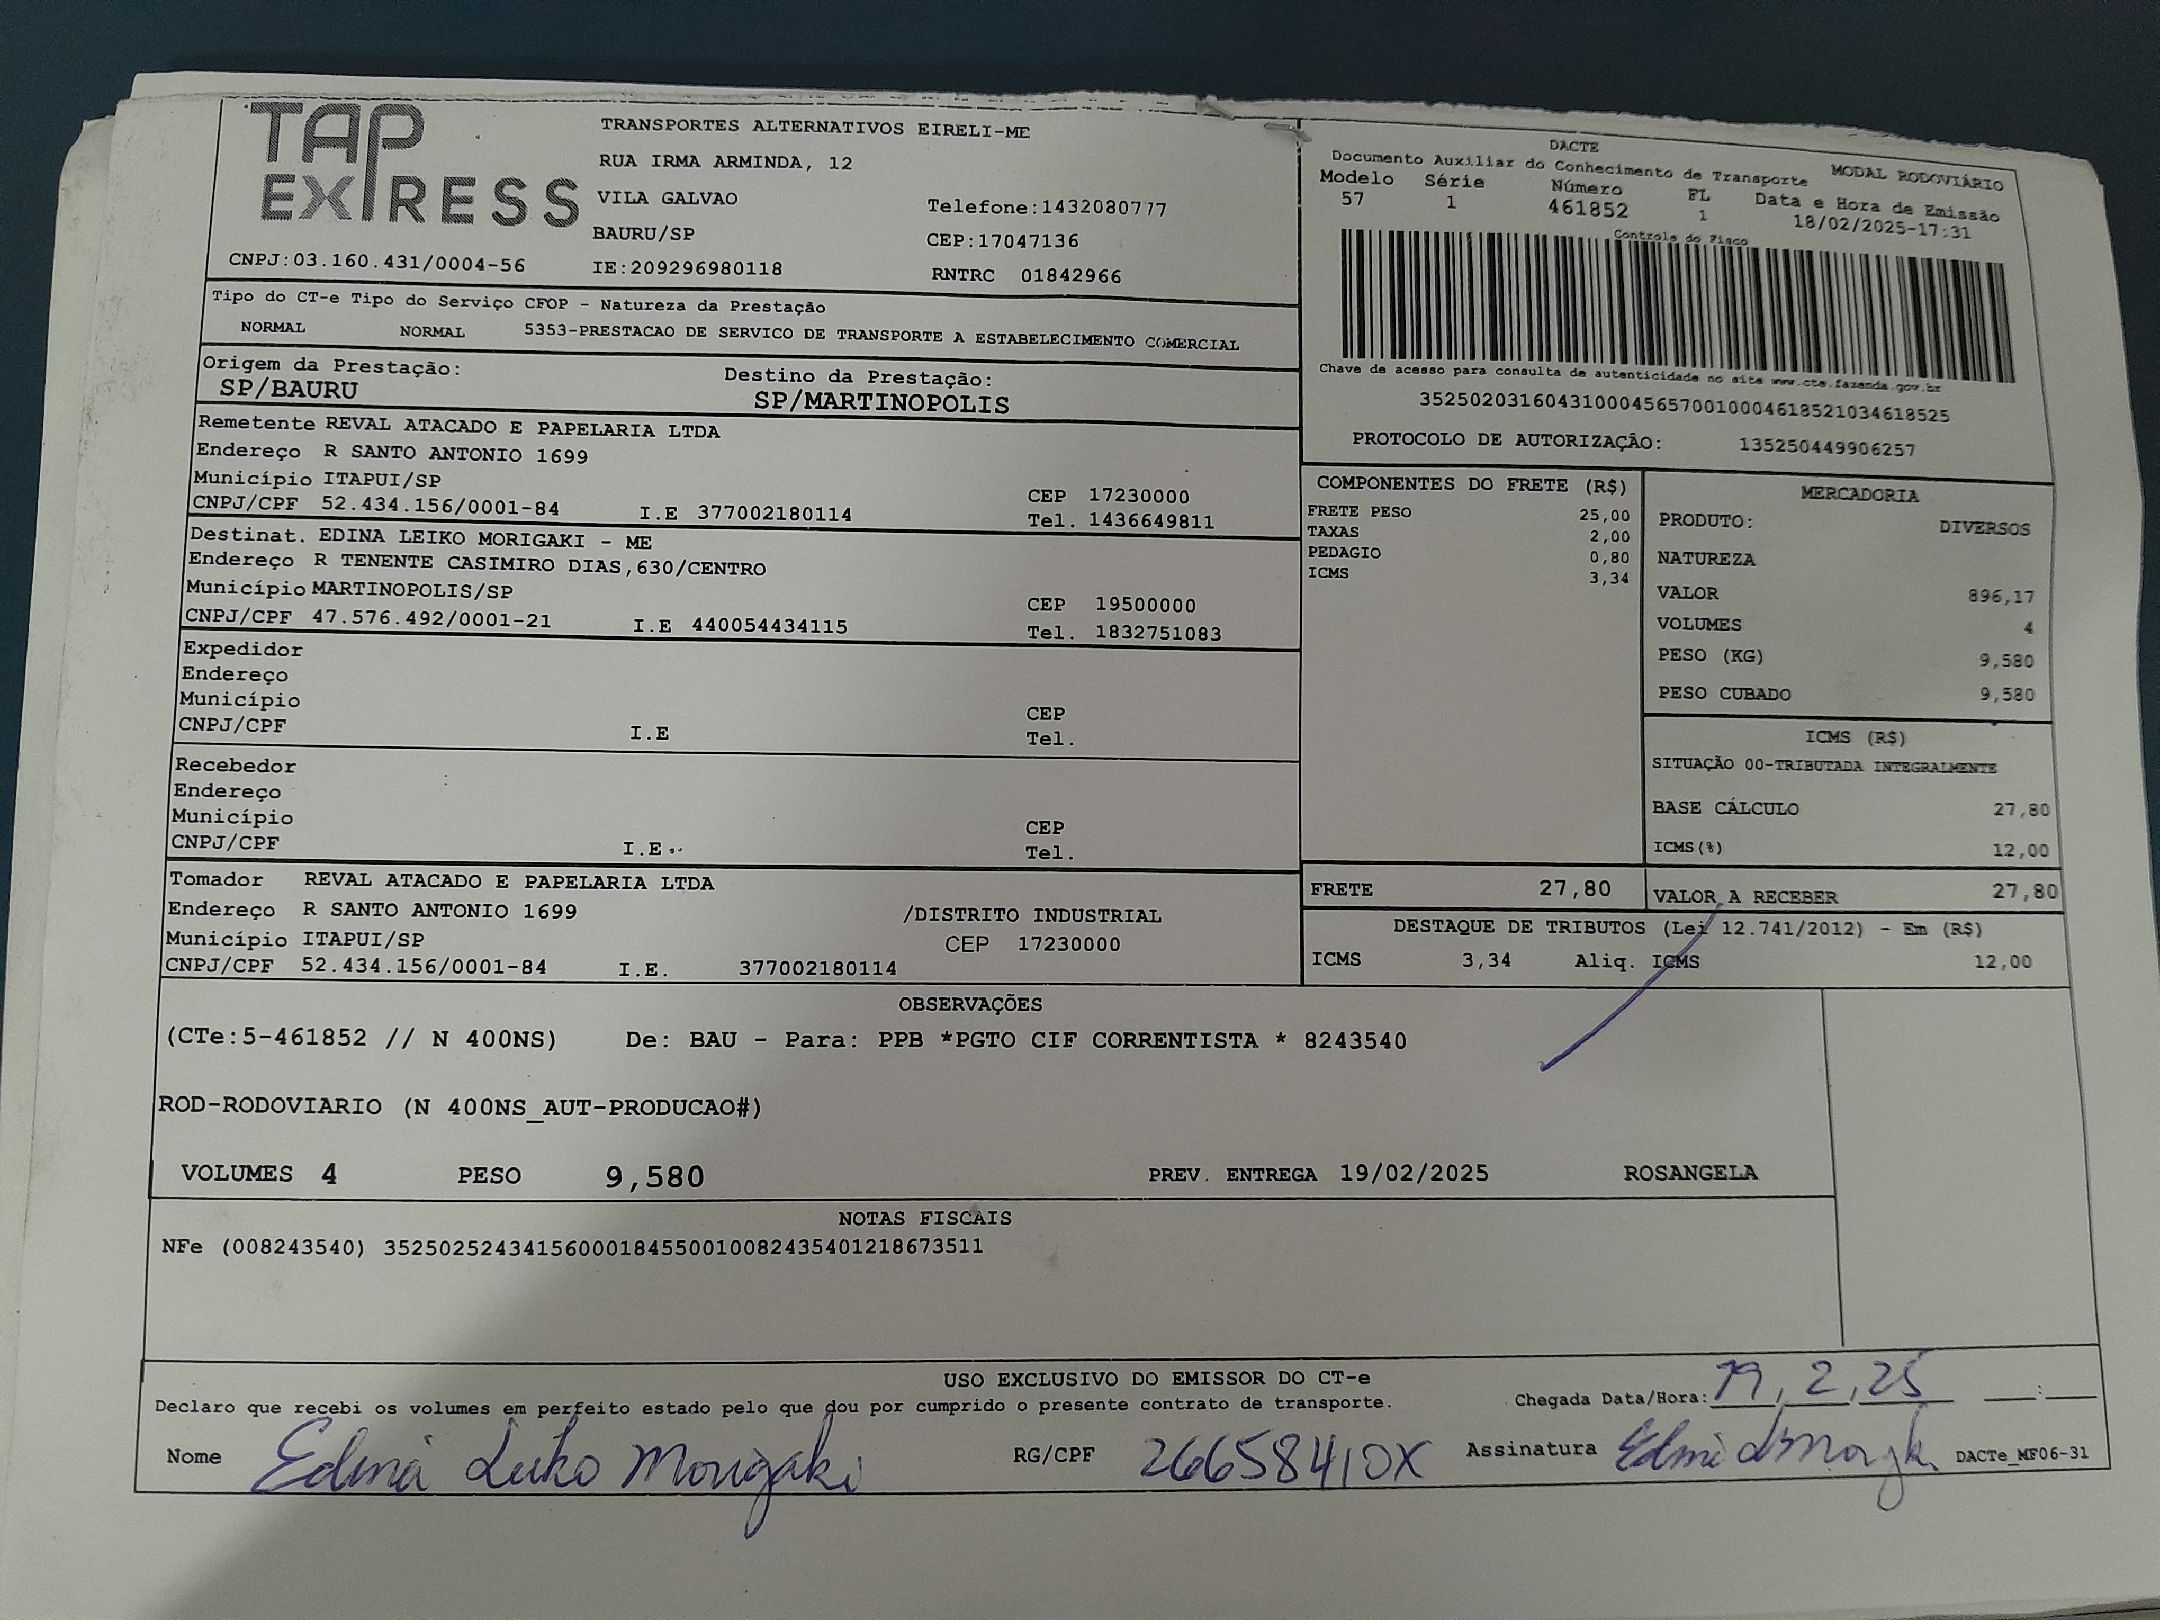 TAP EXPRESS
TRANSPORTES ALTERNATIVOS EIRELI-ME
RUA IRMA ARMINDA, 12
VILA GALVAO Telefone:1432080777
BAURU/SP CEP:17047136
CNPJ:03.160.431/0004-56 IE:209296980118 RNTRC 01842966
DACTE
Documento Auxiliar do Conhecimento de Transporte MODAL RODOVIÁRIO
Modelo Série Número FL Data e Hora de Emissão
57 1 461852 1 18/02/2025-17:31
Controle do Fisco
Chave de acesso para consulta de autenticidade no site www.cte.fazenda.gov.br
35250203160431000456570010004618521034618525
PROTOCOLO DE AUTORIZAÇÃO: 135250449906257
Tipo do CT-e Tipo do Serviço CFOP - Natureza da Prestação
NORMAL NORMAL 5353-PRESTACAO DE SERVICO DE TRANSPORTE A ESTABELECIMENTO COMERCIAL
Origem da Prestação: Destino da Prestação:
SP/BAURU SP/MARTINOPOLIS
Remetente REVAL ATACADO E PAPELARIA LTDA
Endereço R SANTO ANTONIO 1699
Município ITAPUI/SP CEP 17230000
CNPJ/CPF 52.434.156/0001-84 I.E 377002180114 Tel. 1436649811
Destinat. EDINA LEIKO MORIGAKI - ME
Endereço R TENENTE CASIMIRO DIAS,630/CENTRO
Município MARTINOPOLIS/SP CEP 19500000
CNPJ/CPF 47.576.492/0001-21 I.E 440054434115 Tel. 1832751083
Expedidor
Endereço
Município CEP
CNPJ/CPF I.E Tel.
Recebedor
Endereço
Município CEP
CNPJ/CPF I.E. Tel.
Tomador REVAL ATACADO E PAPELARIA LTDA
Endereço R SANTO ANTONIO 1699 /DISTRITO INDUSTRIAL
Município ITAPUI/SP CEP 17230000
CNPJ/CPF 52.434.156/0001-84 I.E. 377002180114
COMPONENTES DO FRETE (R$)
FRETE PESO 25,00
TAXAS 2,00
PEDAGIO 0,80
ICMS 3,34
MERCADORIA
PRODUTO: DIVERSOS
NATUREZA
VALOR 896,17
VOLUMES 4
PESO (KG) 9,580
PESO CUBADO 9,580
ICMS (R$)
SITUAÇÃO 00-TRIBUTADA INTEGRALMENTE
BASE CÁLCULO 27,80
ICMS(%) 12,00
FRETE 27,80 VALOR A RECEBER 27,80
DESTAQUE DE TRIBUTOS (Lei 12.741/2012) - Em (R$)
ICMS 3,34 Aliq. ICMS 12,00
OBSERVAÇÕES
(CTe:5-461852 // N 400NS) De: BAU - Para: PPB *PGTO CIF CORRENTISTA * 8243540
ROD-RODOVIARIO (N 400NS_AUT-PRODUCAO#)
VOLUMES 4 PESO 9,580 PREV. ENTREGA 19/02/2025 ROSANGELA
NOTAS FISCAIS
NFe (008243540) 35250252434156000184550010082435401218673511
USO EXCLUSIVO DO EMISSOR DO CT-e
Declaro que recebi os volumes em perfeito estado pelo que dou por cumprido o presente contrato de transporte. Chegada Data/Hora: 19, 2, 25 __:__
Nome Edina Leiko Morigaki RG/CPF 26658410X Assinatura DACTe_MF06-31